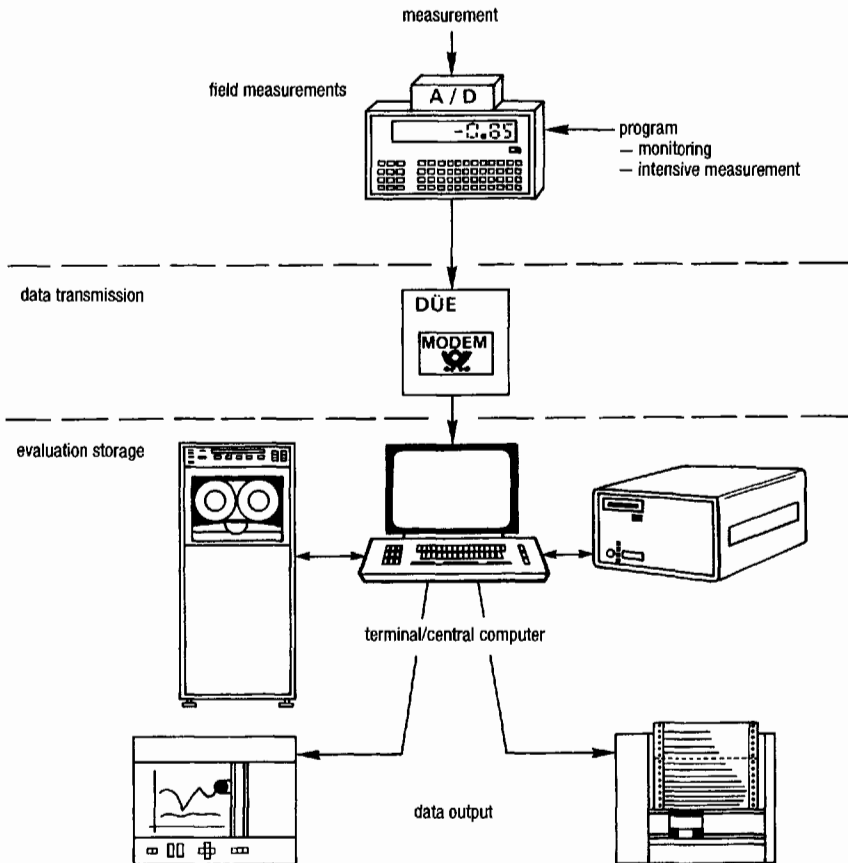 measurement
field measurements
A / D
-0.85
program
– monitoring
– intensive measurement
data transmission
DÜE
MODEM
evaluation storage
terminal/central computer
data output